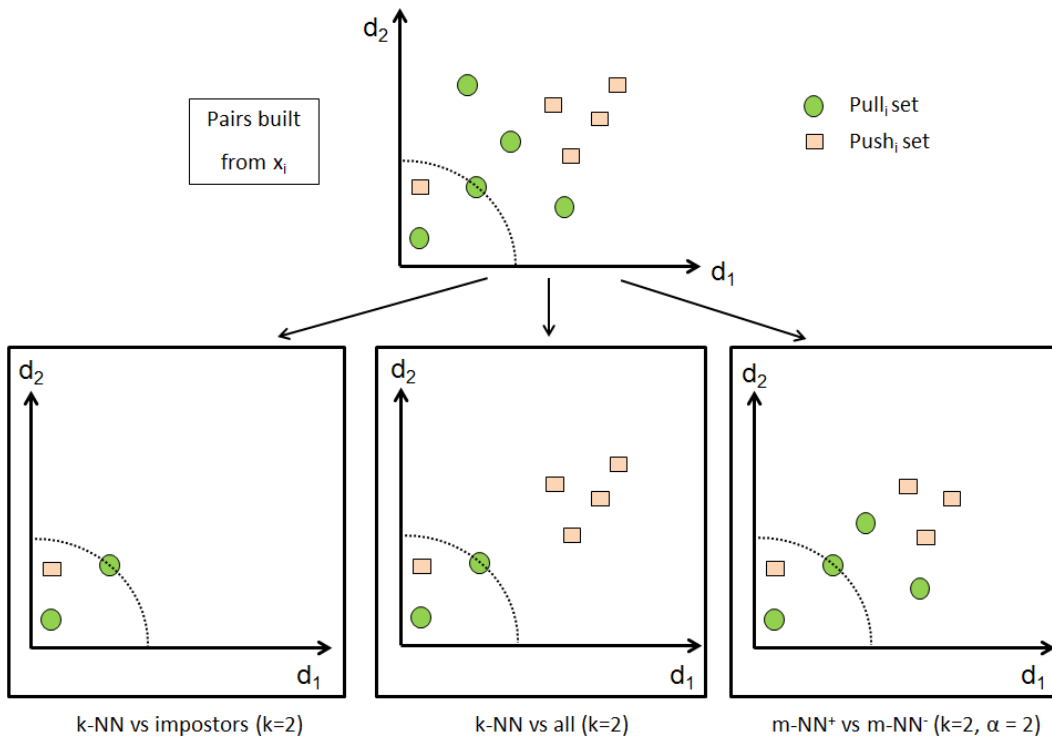 d₂
Pairs built
from xᵢ
Pullᵢ set
Pushᵢ set
d₁
d₂
d₁
d₂
d₁
d₂
d₁
k-NN vs impostors (k=2)
k-NN vs all (k=2)
m-NN⁺ vs m-NN⁻ (k=2, α = 2)